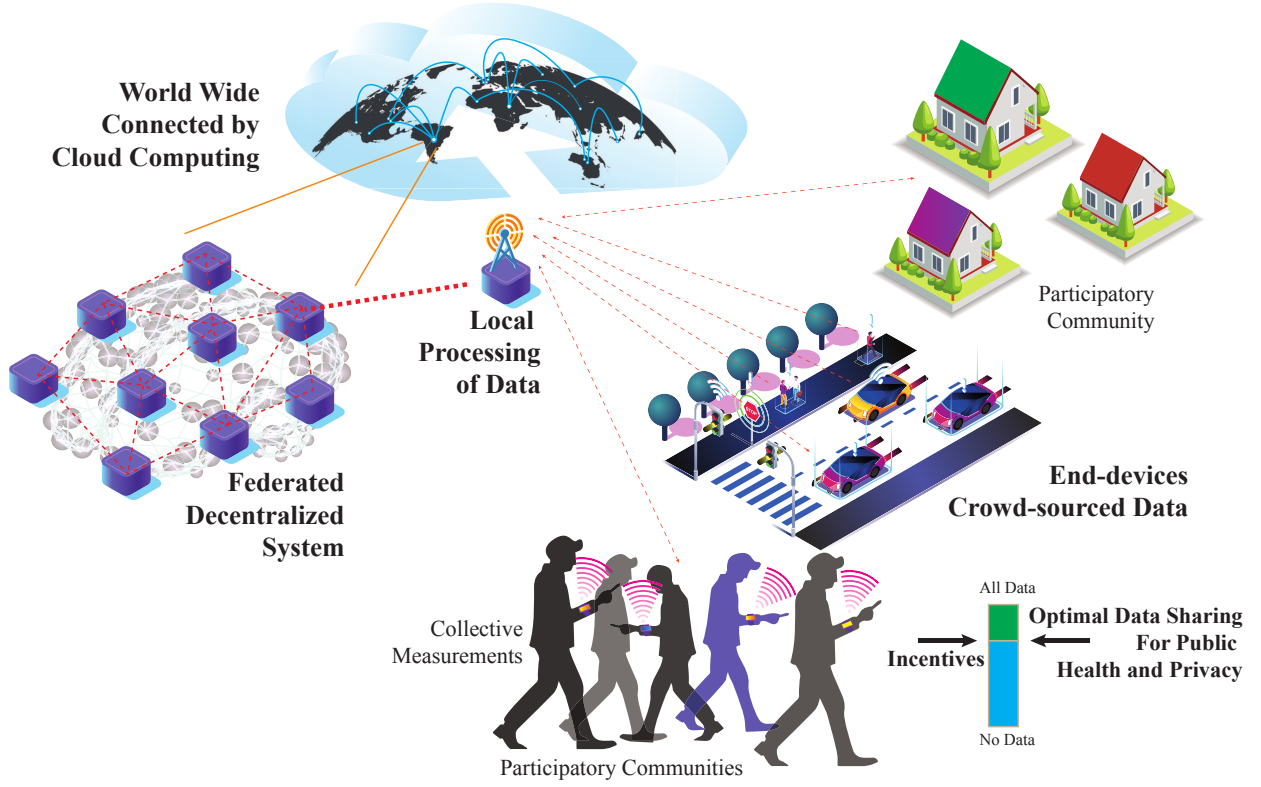 World Wide
Connected by
Cloud Computing
Participatory
Community
Local
Processing
of Data
STOP
Federated
Decentralized
System
End-devices
Crowd-sourced Data
Collective
Measurements
Participatory Communities
All Data
Incentives
Optimal Data Sharing
For Public
Health and Privacy
No Data